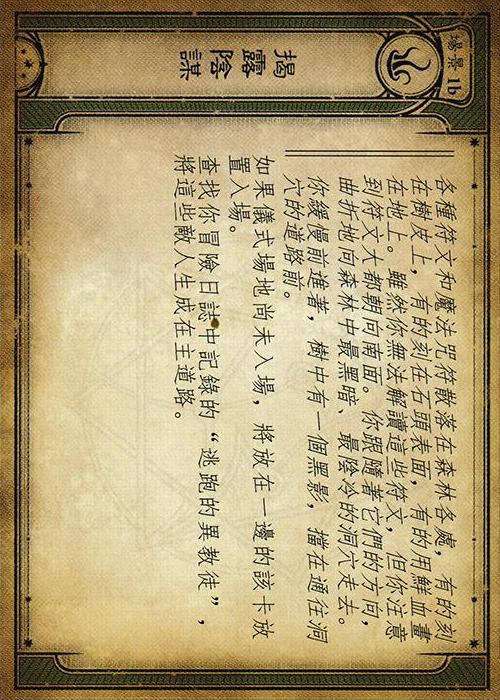 場景 1b
揭露陰謀
各種符文和魔法咒符散落在森林各處，有的刻
在樹皮上，有的刻在石頭表面，有的用鮮血畫
在地上。雖然你無法解讀這些符文，但你注意
到符文大都朝向南面。你跟隨著它們的方向，
曲折地向森林中最黑暗、最陰冷的洞穴走去。
你緩慢前進著，樹中有一個黑影，擋在通往洞
穴的道路前。
如果儀式場地尚未入場，將放在一邊的該卡放
置入場。
查找你冒險日誌中記錄的“逃跑的異教徒”，
將這些敵人生成在主道路。